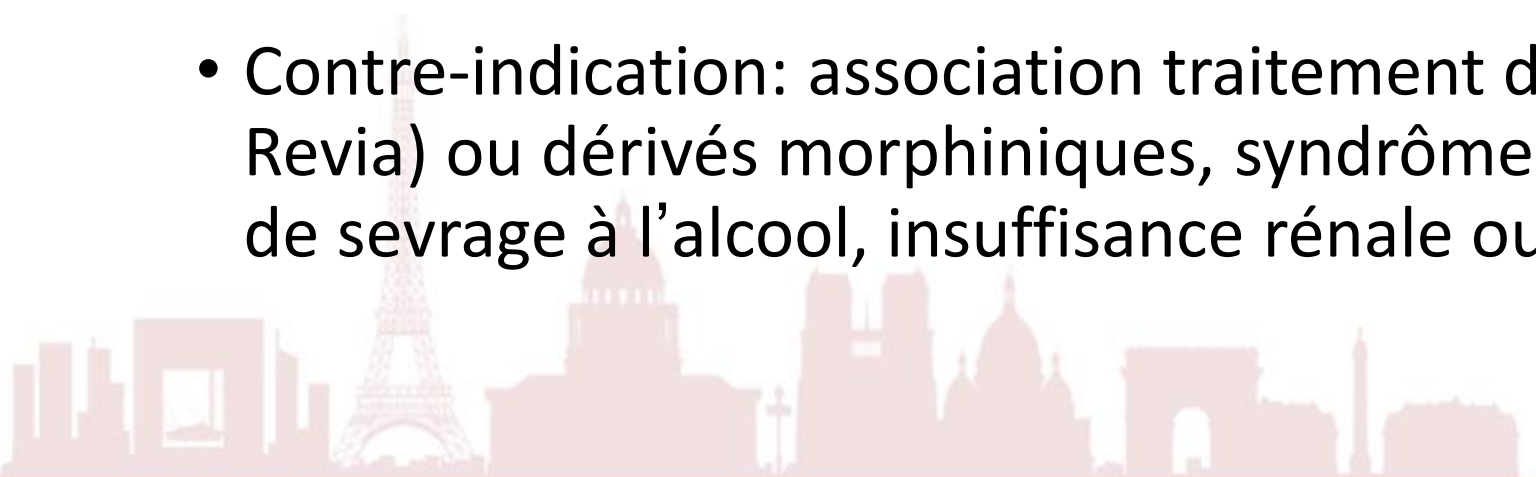 • Contre-indication: association traitement d
Revia) ou dérivés morphiniques, syndrôme
de sevrage à l’alcool, insuffisance rénale ou